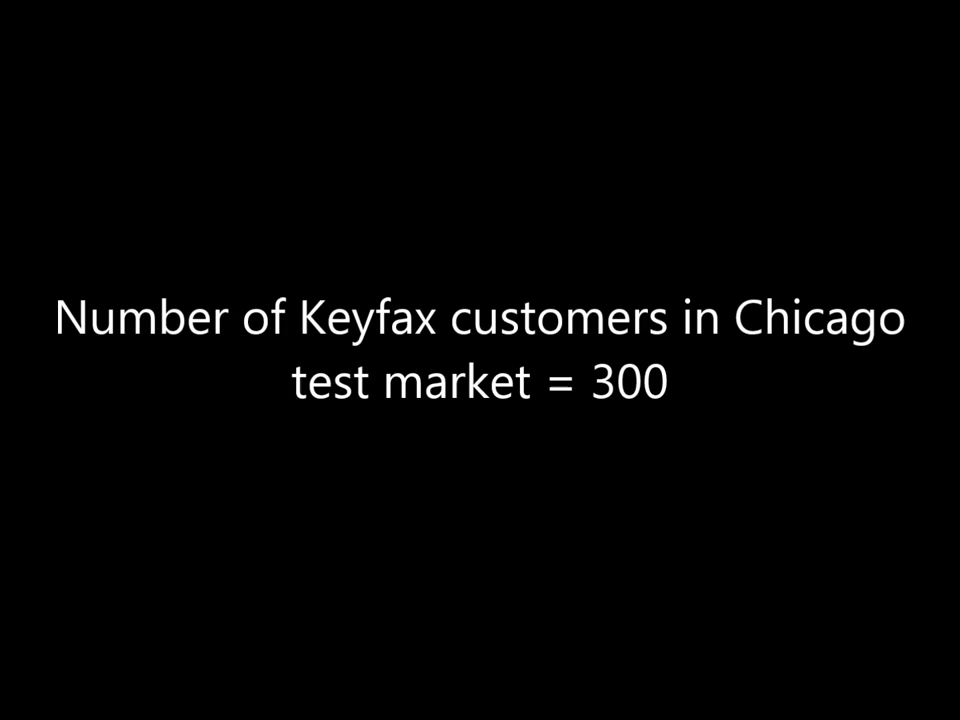 Number of Keyfax customers in Chicago
test market = 300